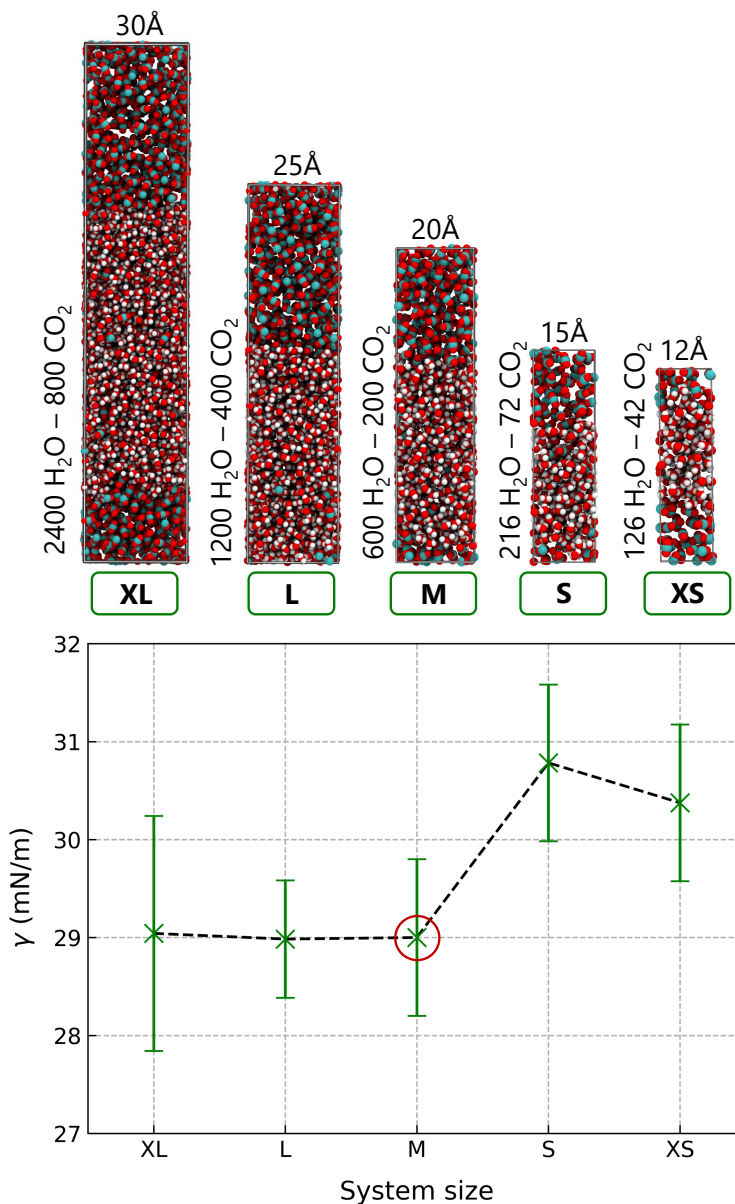 30Å
25Å
20Å
15Å
12Å
2400 H₂O – 800 CO₂
1200 H₂O – 400 CO₂
600 H₂O – 200 CO₂
216 H₂O – 72 CO₂
126 H₂O – 42 CO₂
XL
L
M
S
XS
32
31
30
29
28
27
γ (mN/m)
XL
L
M
S
XS
System size